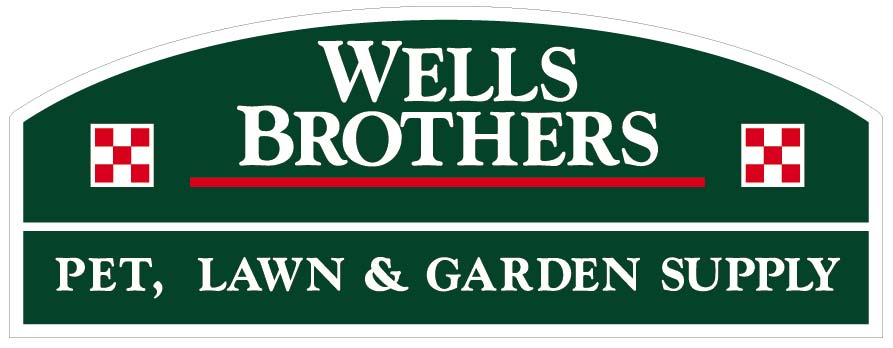 WELLS
BROTHERS
PET, LAWN & GARDEN SUPPLY